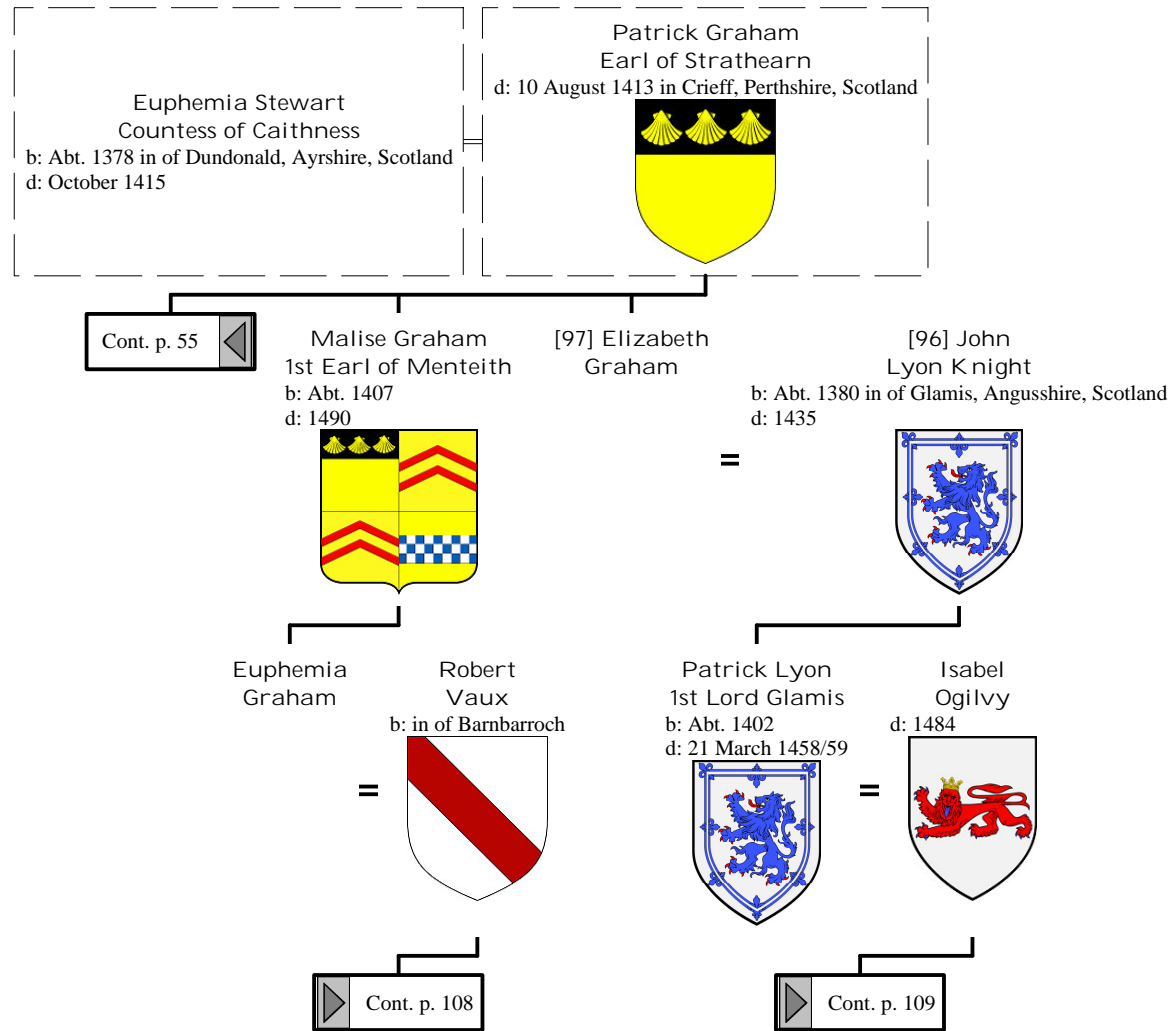 Patrick Graham
Earl of Strathearn
d: 10 August 1413 in Crieff, Perthshire, Scotland
Euphemia Stewart
Countess of Caithness
b: Abt. 1378 in of Dundonald, Ayrshire, Scotland
d: October 1415
=
Cont. p. 55
Malise Graham
1st Earl of Menteith
b: Abt. 1407
d: 1490
[97] Elizabeth
Graham
=
[96] John
Lyon Knight
b: Abt. 1380 in of Glamis, Angusshire, Scotland
d: 1435
Euphemia
Graham
=
Robert
Vaux
b: in of Barnbarroch
Patrick Lyon
1st Lord Glamis
b: Abt. 1402
d: 21 March 1458/59
=
Isabel
Ogilvy
d: 1484
Cont. p. 108
Cont. p. 109